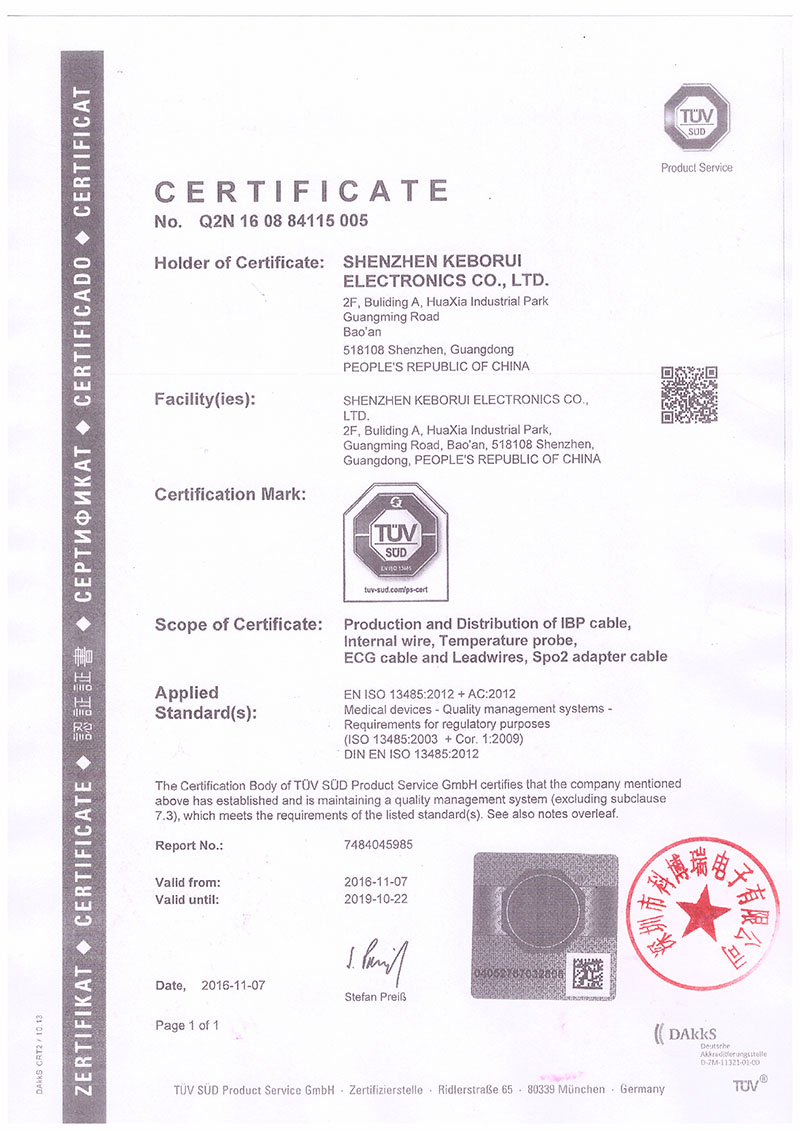 TÜV
SÜD
Product Service
CERTIFICATE
No. Q2N 16 08 84115 005
Holder of Certificate: SHENZHEN KEBORUI
ELECTRONICS CO., LTD.
2F, Buliding A, HuaXia Industrial Park
Guangming Road
Bao'an
518108 Shenzhen, Guangdong
PEOPLE'S REPUBLIC OF CHINA
Facility(ies): SHENZHEN KEBORUI ELECTRONICS CO.,
LTD.
2F, Buliding A, HuaXia Industrial Park,
Guangming Road, Bao'an, 518108 Shenzhen,
Guangdong, PEOPLE'S REPUBLIC OF CHINA
Certification Mark:
Q
TÜV
SÜD
EN ISO 13485
tuv-sud.com/ps-cert
Scope of Certificate: Production and Distribution of IBP cable,
Internal wire, Temperature probe,
ECG cable and Leadwires, Spo2 adapter cable
Applied EN ISO 13485:2012 + AC:2012
Standard(s): Medical devices - Quality management systems -
Requirements for regulatory purposes
(ISO 13485:2003 + Cor. 1:2009)
DIN EN ISO 13485:2012
The Certification Body of TÜV SÜD Product Service GmbH certifies that the company mentioned
above has established and is maintaining a quality management system (excluding subclause
7.3), which meets the requirements of the listed standard(s). See also notes overleaf.
Report No.: 7484045985
Valid from: 2016-11-07
Valid until: 2019-10-22
深圳市科博瑞电子有限公司
04052787032808
Date, 2016-11-07
Stefan Preiß
Page 1 of 1
DAkkS
Deutsche
Akkreditierungsstelle
D-ZM-11321-01-00
TÜV SÜD Product Service GmbH · Zertifizierstelle · Ridlerstraße 65 · 80339 München · Germany
TÜV®
ZERTIFIKAT ◆ CERTIFICATE ◆ 認証証書 ◆ СЕРТИФИКАТ ◆ CERTIFICADO ◆ CERTIFICAT
DAkkS CRT2 / 10.13